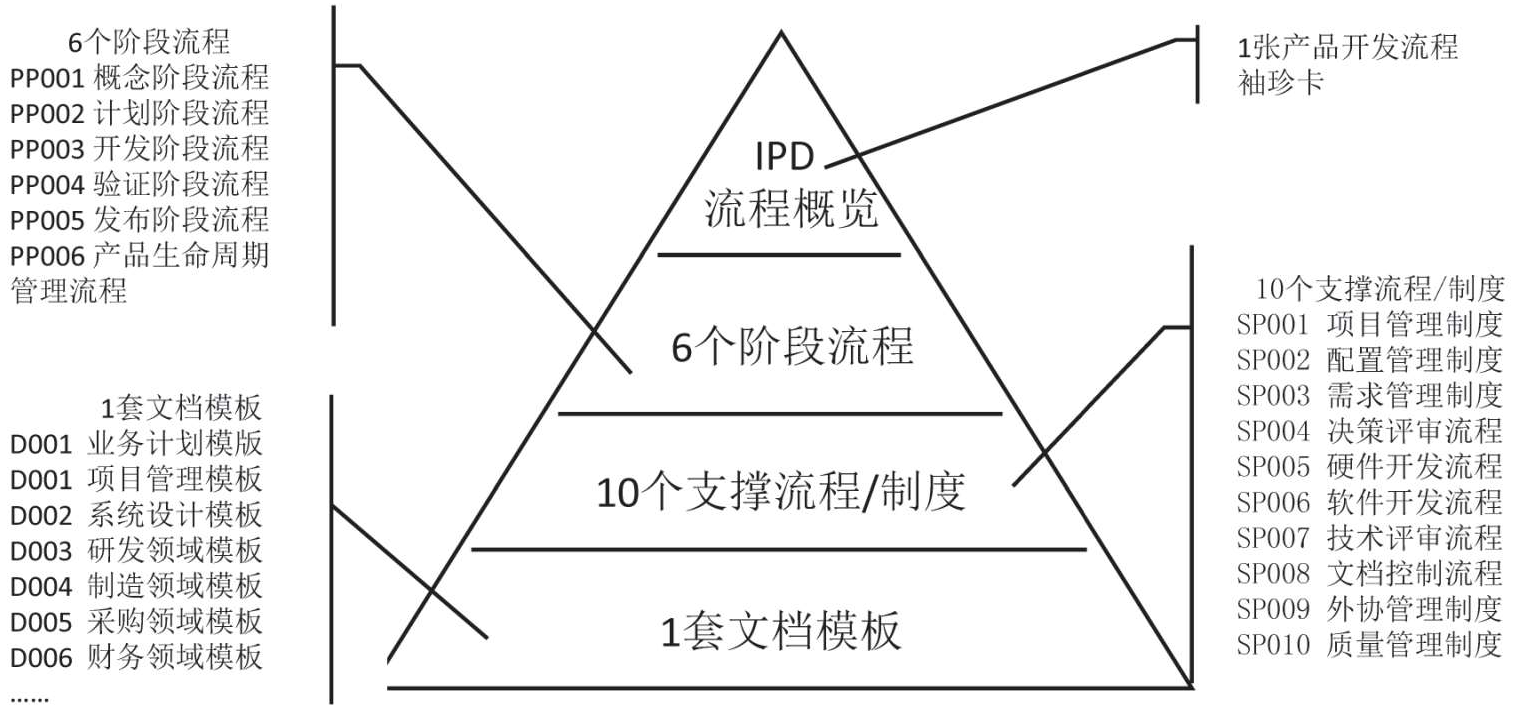 6个阶段流程
PP001 概念阶段流程
PP002 计划阶段流程
PP003 开发阶段流程
PP004 验证阶段流程
PP005 发布阶段流程
PP006 产品生命周期
管理流程
1套文档模板
D001 业务计划模版
D001 项目管理模板
D002 系统设计模板
D003 研发领域模板
D004 制造领域模板
D005 采购领域模板
D006 财务领域模板
……
IPD
流程概览
6个阶段流程
10个支撑流程/制度
1套文档模板
1张产品开发流程
袖珍卡
10个支撑流程/制度
SP001 项目管理制度
SP002 配置管理制度
SP003 需求管理制度
SP004 决策评审流程
SP005 硬件开发流程
SP006 软件开发流程
SP007 技术评审流程
SP008 文档控制流程
SP009 外协管理制度
SP010 质量管理制度